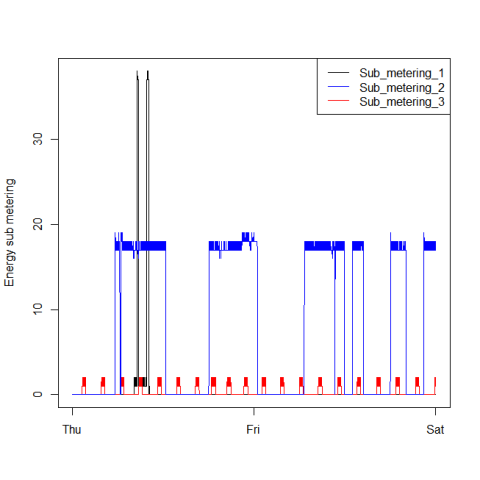 Sub_metering_1
Sub_metering_2
Sub_metering_3
Energy sub metering
30
20
10
0
Thu
Fri
Sat